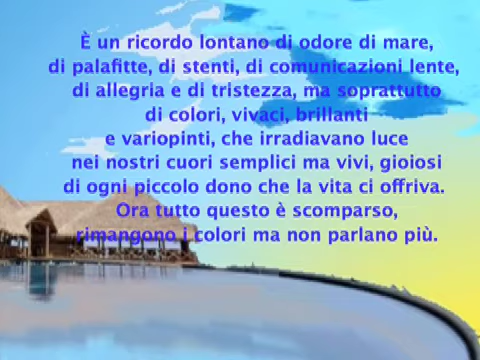 È un ricordo lontano di odore di mare,
di palafitte, di stenti, di comunicazioni lente,
di allegria e di tristezza, ma soprattutto
di colori, vivaci, brillanti
e variopinti, che irradiavano luce
nei nostri cuori semplici ma vivi, gioiosi
di ogni piccolo dono che la vita ci offriva.
Ora tutto questo è scomparso,
rimangono i colori ma non parlano più.